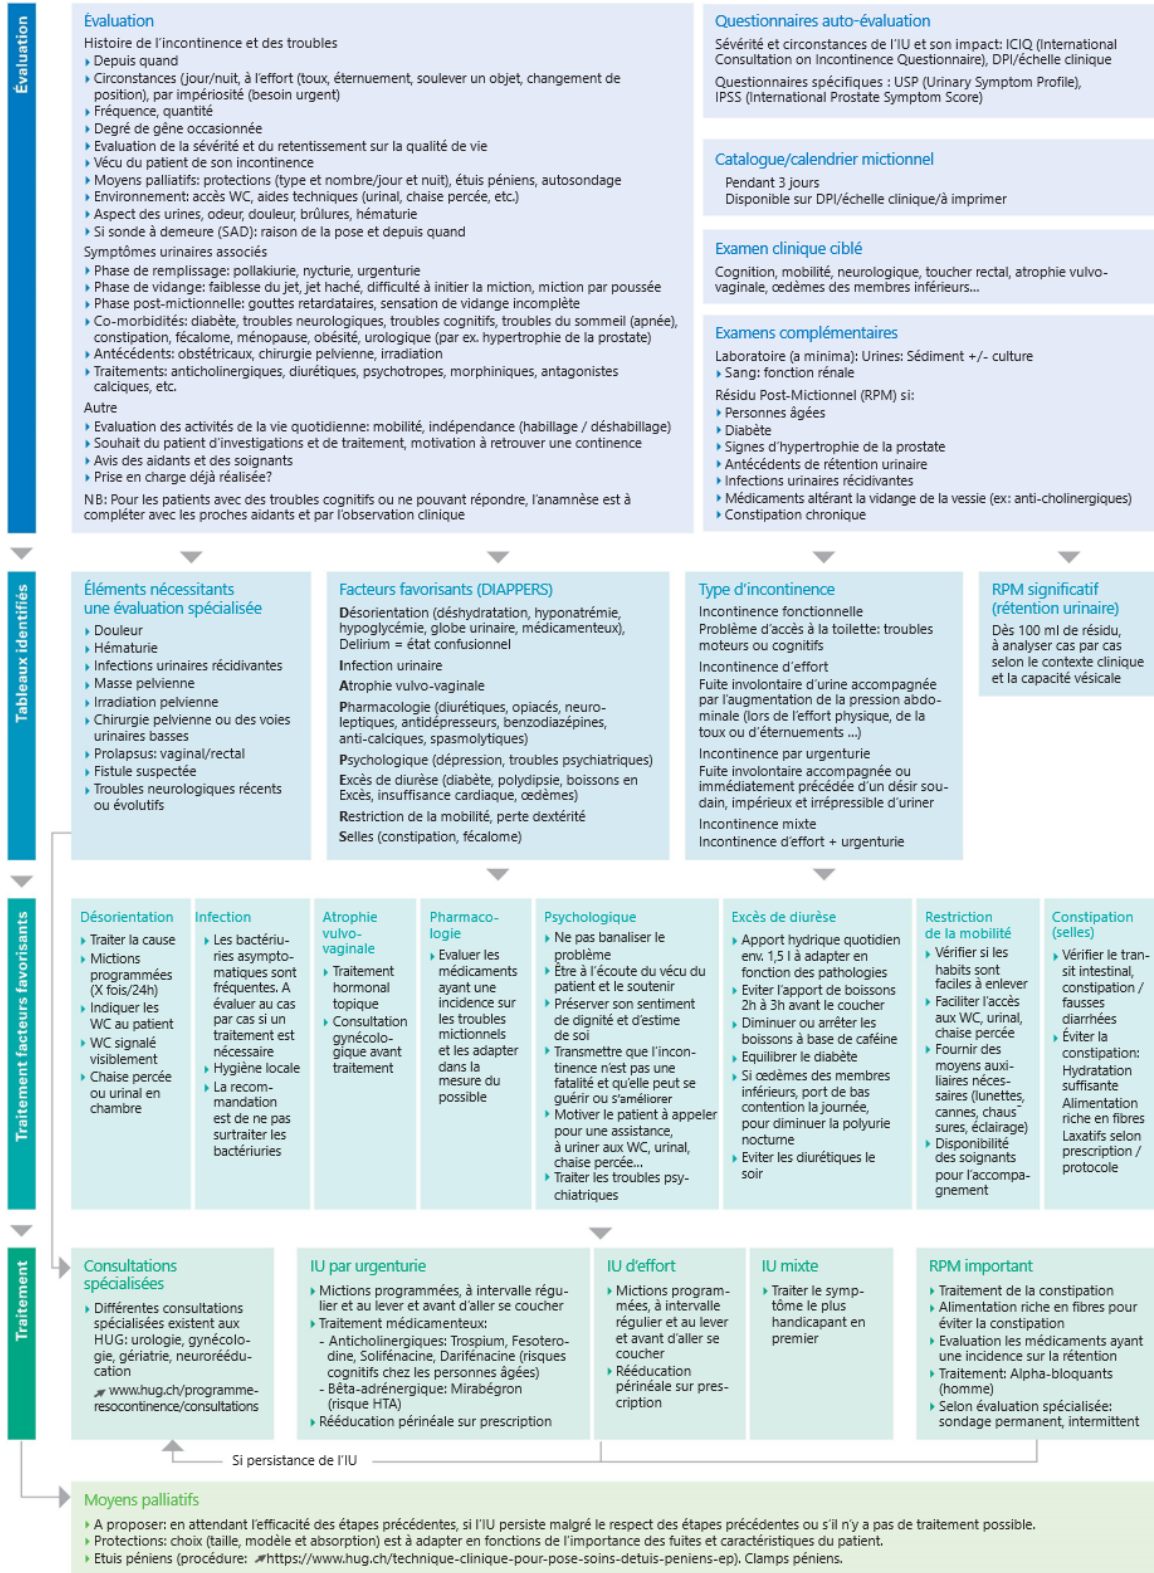 Évaluation
Évaluation
Histoire de l'incontinence et des troubles
Depuis quand
Circonstances (jour/nuit, à l'effort (toux, éternuement, soulever un objet, changement de
position), par impériosité (besoin urgent)
Fréquence, quantité
Degré de gêne occasionnée
Evaluation de la sévérité et du retentissement sur la qualité de vie
Vécu du patient de son incontinence
Moyens palliatifs: protections (type et nombre/jour et nuit), étuis péniens, autosondage
Environnement: accès WC, aides techniques (urinal, chaise percée, etc.)
Aspect des urines, odeur, douleur, brûlures, hématurie
Si sonde à demeure (SAD): raison de la pose et depuis quand
Symptômes urinaires associés
Phase de remplissage: pollakiurie, nycturie, urgenturie
Phase de vidange: faiblesse du jet, jet haché, difficulté à initier la miction, miction par poussée
Phase post-mictionnelle: gouttes retardataires, sensation de vidange incomplète
Co-morbidités: diabète, troubles neurologiques, troubles cognitifs, troubles du sommeil (apnée),
constipation, fécalome, ménopause, obésité, urologique (par ex. hypertrophie de la prostate)
Antécédents: obstétricaux, chirurgie pelvienne, irradiation
Traitements: anticholinergiques, diurétiques, psychotropes, morphiniques, antagonistes
calciques, etc.
Autre
Evaluation des activités de la vie quotidienne: mobilité, indépendance (habillage / déshabillage)
Souhait du patient d'investigations et de traitement, motivation à retrouver une continence
Avis des aidants et des soignants
Prise en charge déjà réalisée?
NB: Pour les patients avec des troubles cognitifs ou ne pouvant répondre, l'anamnèse est à
compléter avec les proches aidants et par l'observation clinique
Questionnaires auto-évaluation
Sévérité et circonstances de l'IU et son impact: ICIQ (International
Consultation on Incontinence Questionnaire), DPI/échelle clinique
Questionnaires spécifiques : USP (Urinary Symptom Profile),
IPSS (International Prostate Symptom Score)
Catalogue/calendrier mictionnel
Pendant 3 jours
Disponible sur DPI/échelle clinique/à imprimer
Examen clinique ciblé
Cognition, mobilité, neurologique, toucher rectal, atrophie vulvo-
vaginale, œdèmes des membres inférieurs...
Examens complémentaires
Laboratoire (a minima): Urines: Sédiment +/- culture
Sang: fonction rénale
Résidu Post-Mictionnel (RPM) si:
Personnes âgées
Diabète
Signes d'hypertrophie de la prostate
Antécédents de rétention urinaire
Infections urinaires récidivantes
Médicaments altérant la vidange de la vessie (ex: anti-cholinergiques)
Constipation chronique
Tableaux identifiés
Éléments nécessitants
une évaluation spécialisée
Douleur
Hématurie
Infections urinaires récidivantes
Masse pelvienne
Irradiation pelvienne
Chirurgie pelvienne ou des voies
urinaires basses
Prolapsus: vaginal/rectal
Fistule suspectée
Troubles neurologiques récents
ou évolutifs
Facteurs favorisants (DIAPPERS)
Désorientation (déshydratation, hyponatrémie,
hypoglycémie, globe urinaire, médicamenteux),
Delirium = état confusionnel
Infection urinaire
Atrophie vulvo-vaginale
Pharmacologie (diurétiques, opiacés, neuro-
leptiques, antidépresseurs, benzodiazépines,
anti-calciques, spasmolytiques)
Psychologique (dépression, troubles psychiatriques)
Excès de diurèse (diabète, polydipsie, boissons en
Excès, insuffisance cardiaque, œdèmes)
Restriction de la mobilité, perte dextérité
Selles (constipation, fécalome)
Type d'incontinence
Incontinence fonctionnelle
Problème d'accès à la toilette: troubles
moteurs ou cognitifs
Incontinence d'effort
Fuite involontaire d'urine accompagnée
par l'augmentation de la pression abdo-
minale (lors de l'effort physique, de la
toux ou d'éternuements ...)
Incontinence par urgenturie
Fuite involontaire accompagnée ou
immédiatement précédée d'un désir sou-
dain, impérieux et irrépressible d'uriner
Incontinence mixte
Incontinence d'effort + urgenturie
RPM significatif
(rétention urinaire)
Dès 100 ml de résidu,
à analyser cas par cas
selon le contexte clinique
et la capacité vésicale
Traitement facteurs favorisants
Désorientation
Traiter la cause
Mictions
programmées
(X fois/24h)
Indiquer les
WC au patient
WC signalé
visiblement
Chaise percée
ou urinal en
chambre
Infection
Les bactériu-
ries asympto-
matiques sont
fréquentes. A
évaluer au cas
par cas si un
traitement est
nécessaire
Hygiène locale
La recom-
mandation
est de ne pas
surtraiter les
bactériuries
Atrophie
vulvo-
vaginale
Traitement
hormonal
topique
Consultation
gynécolo-
gique avant
traitement
Pharmaco-
logie
Evaluer les
médicaments
ayant une
incidence sur
les troubles
mictionnels
et les adapter
dans la
mesure du
possible
Psychologique
Ne pas banaliser le
problème
Être à l'écoute du vécu du
patient et le soutenir
Préserver son sentiment
de dignité et d'estime
de soi
Transmettre que l'incon-
tinence n'est pas une
fatalité et qu'elle peut se
guérir ou s'améliorer
Motiver le patient à appeler
pour une assistance,
à uriner aux WC, urinal,
chaise percée...
Traiter les troubles psy-
chiatriques
Excès de diurèse
Apport hydrique quotidien
env. 1,5 l à adapter en
fonction des pathologies
Eviter l'apport de boissons
2h à 3h avant le coucher
Diminuer ou arrêter les
boissons à base de caféine
Equilibrer le diabète
Si œdèmes des membres
inférieurs, port de bas
contention la journée,
pour diminuer la polyurie
nocturne
Eviter les diurétiques le
soir
Restriction
de la mobilité
Vérifier si les
habits sont
faciles à enlever
Faciliter l'accès
aux WC, urinal,
chaise percée
Fournir des
moyens auxi-
liaires néces-
saires (lunettes,
cannes, chaus-
sures, éclairage)
Disponibilité
des soignants
pour l'accompa-
gnement
Constipation
(selles)
Vérifier le tran-
sit intestinal,
constipation /
fausses
diarrhées
Éviter la
constipation:
Hydratation
suffisante
Alimentation
riche en fibres
Laxatifs selon
prescription /
protocole
Traitement
Consultations
spécialisées
Différentes consultations
spécialisées existent aux
HUG: urologie, gynécolo-
gie, gériatrie, neurorééédu-
cation
www.hug.ch/programme-
resocontinence/consultations
IU par urgenturie
Mictions programmées, à intervalle régu-
lier et au lever et avant d'aller se coucher
Traitement médicamenteux:
- Anticholinergiques: Trospium, Fesotero-
dine, Solifénacine, Darifénacine (risques
cognitifs chez les personnes âgées)
- Bêta-adrénergique: Mirabégron
(risque HTA)
Rééducation périnéale sur prescription
IU d'effort
Mictions program-
mées, à intervalle
régulier et au lever
et avant d'aller se
coucher
Rééducation
périnéale sur pres-
cription
IU mixte
Traiter le symp-
tôme le plus
handicapant en
premier
RPM important
Traitement de la constipation
Alimentation riche en fibres pour
éviter la constipation
Evaluation les médicaments ayant
une incidence sur la rétention
Traitement: Alpha-bloquants
(homme)
Selon évaluation spécialisée:
sondage permanent, intermittent
Si persistance de l'IU
Moyens palliatifs
A proposer: en attendant l'efficacité des étapes précédentes, si l'IU persiste malgré le respect des étapes précédentes ou s'il n'y a pas de traitement possible.
Protections: choix (taille, modèle et absorption) est à adapter en fonctions de l'importance des fuites et caractéristiques du patient.
Etuis péniens (procédure: https://www.hug.ch/technique-clinique-pour-pose-soins-detuis-peniens-ep). Clamps péniens.